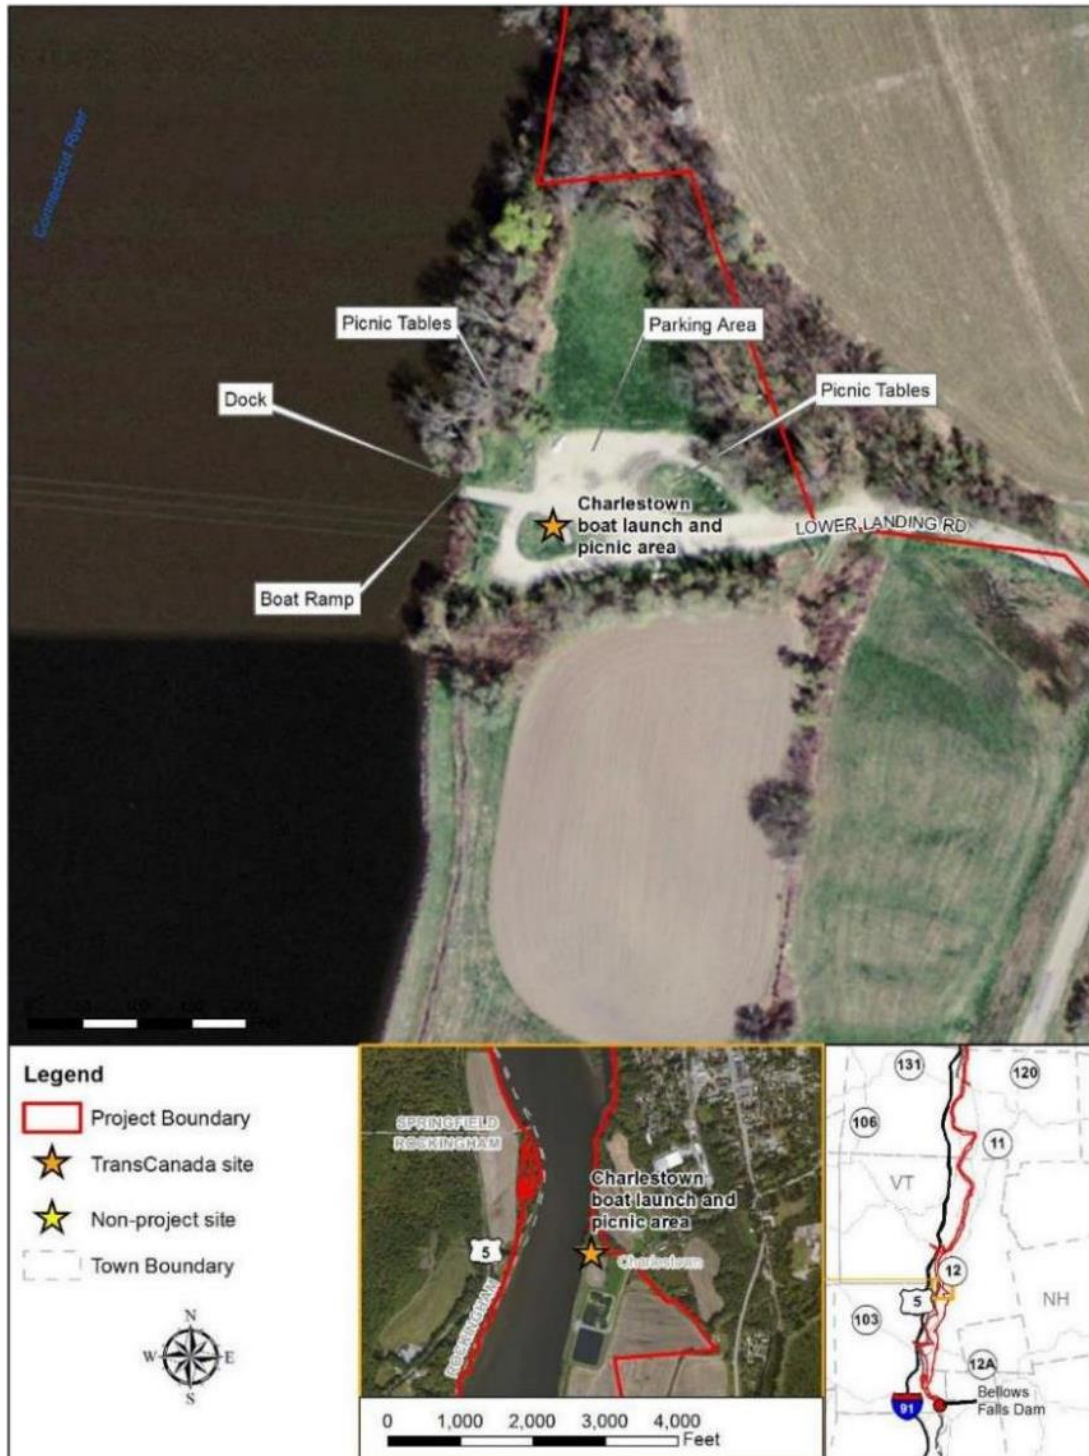 Connecticut River
Picnic Tables
Parking Area
Picnic Tables
Dock
Charlestown
boat launch and
picnic area
LOWER LANDING RD
Boat Ramp
Legend
Project Boundary
TransCanada site
Non-project site
Town Boundary
N
W E
S
SPRINGFIELD
ROCKINGHAM
Charlestown
boat launch and
picnic area
Charlestown
5
ROCKINGHAM
0 1,000 2,000 3,000 4,000
Feet
131
120
106
11
VT
12
5
NH
103
12A
91
Bellows
Falls Dam